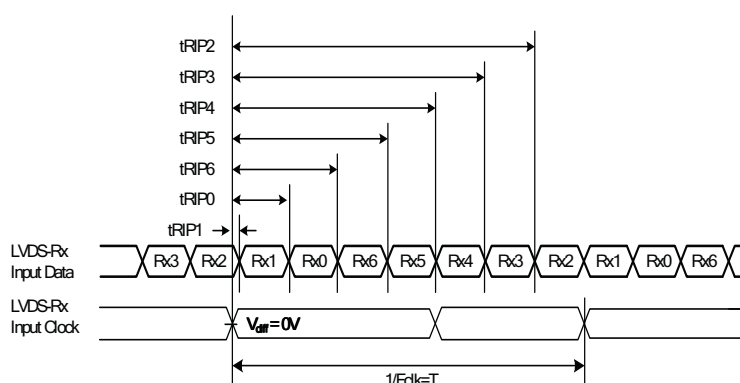 tRIP2
tRIP3
tRIP4
tRIP5
tRIP6
tRIP0
tRIP1
LVDS-Rx
Input Data
Rx3 Rx2 Rx1 Rx0 Rx6 Rx5 Rx4 Rx3 Rx2 Rx1 Rx0 Rx6
LVDS-Rx
Input Clock
Vdiff = 0V
1/Fclk=T